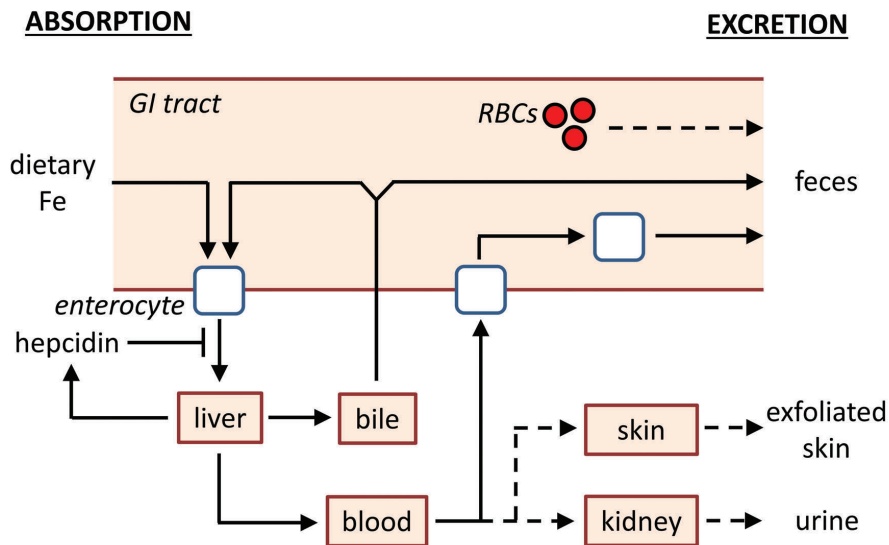 ABSORPTION
EXCRETION
GI tract
RBCs
dietary
Fe
feces
enterocyte
hepcidin
liver
bile
skin
exfoliated
skin
blood
kidney
urine